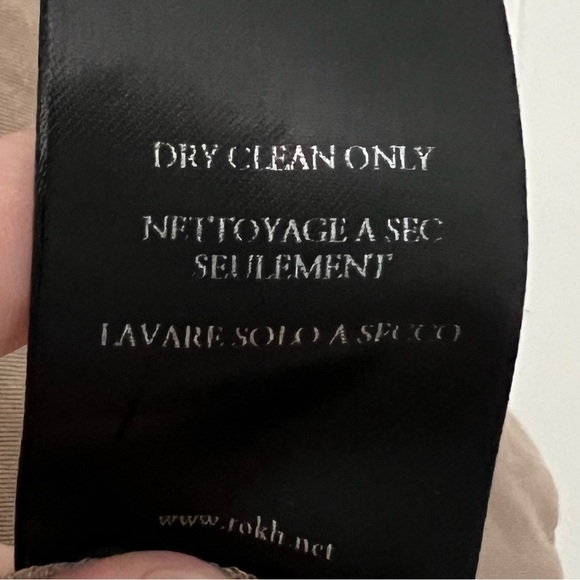 DRY CLEAN ONLY
NETTOYAGE A SEC
SEULEMENT
LAVARE SOLO A SECCO
www.rokh.net